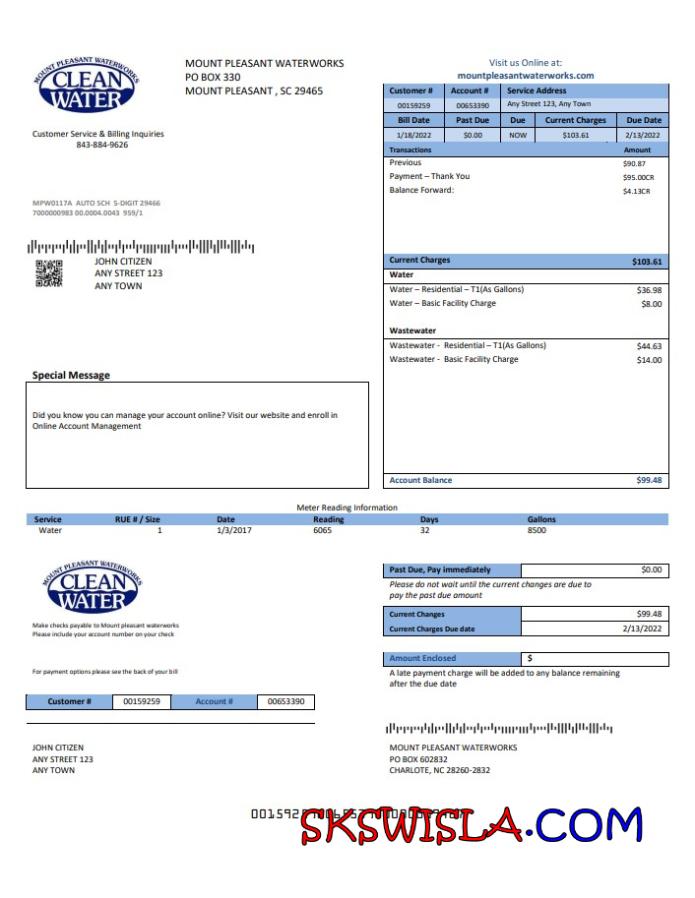 MOUNT PLEASANT WATERWORKS
CLEAN
WATER
MOUNT PLEASANT WATERWORKS
PO BOX 330
MOUNT PLEASANT , SC 29465
Visit us Online at:
mountpleasantwaterworks.com
Customer Service & Billing Inquiries
843-884-9626
Customer # Account # Service Address
00159259 00653390 Any Street 123, Any Town
Bill Date Past Due Due Current Charges Due Date
1/18/2022 $0.00 NOW $103.61 2/13/2022
Transactions Amount
Previous $90.87
Payment – Thank You $95.00CR
Balance Forward: $4.13CR
MPW0117A AUTO SCH 5-DIGIT 29466
7000000983 00.0004.0043 959/1
JOHN CITIZEN
ANY STREET 123
ANY TOWN
Current Charges $103.61
Water
Water – Residential – T1(As Gallons) $36.98
Water – Basic Facility Charge $8.00
Wastewater
Wastewater - Residential – T1(As Gallons) $44.63
Wastewater - Basic Facility Charge $14.00
Special Message
Did you know you can manage your account online? Visit our website and enroll in
Online Account Management
Account Balance $99.48
Meter Reading Information
Service RUE # / Size Date Reading Days Gallons
Water 1 1/3/2017 6065 32 8500
MOUNT PLEASANT WATERWORKS
CLEAN
WATER
Make checks payable to Mount pleasant waterworks
Please include your account number on your check
For payment options please see the back of your bill
Customer # 00159259 Account # 00653390
Past Due, Pay immediately $0.00
Please do not wait until the current changes are due to
pay the past due amount
Current Charges $99.48
Current Charges Due date 2/13/2022
Amount Enclosed $
A late payment charge will be added to any balance remaining
after the due date
JOHN CITIZEN
ANY STREET 123
ANY TOWN
MOUNT PLEASANT WATERWORKS
PO BOX 602832
CHARLOTE, NC 28260-2832
SKSWISLA.COM